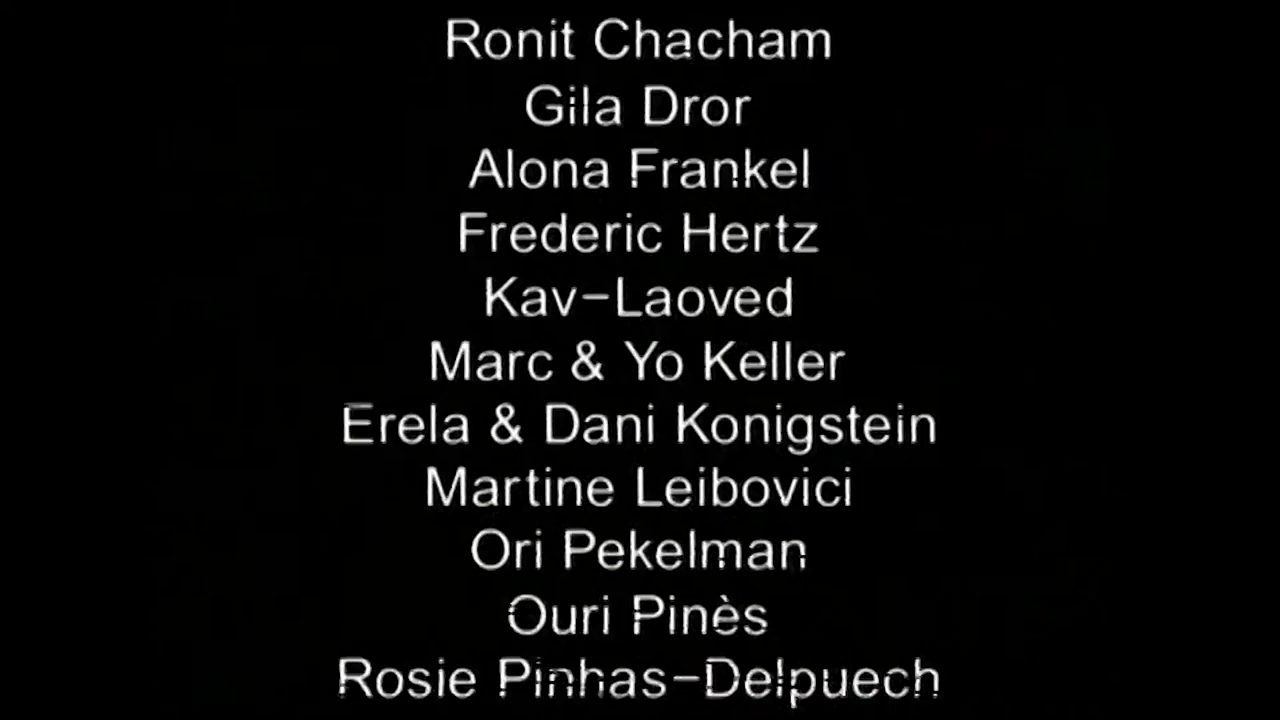 Ronit Chacham
Gila Dror
Alona Frankel
Frederic Hertz
Kav-Laoved
Marc & Yo Keller
Erela & Dani Konigstein
Martine Leibovici
Ori Pekelman
Ouri Pinès
Rosie Pinhas-Delpuech